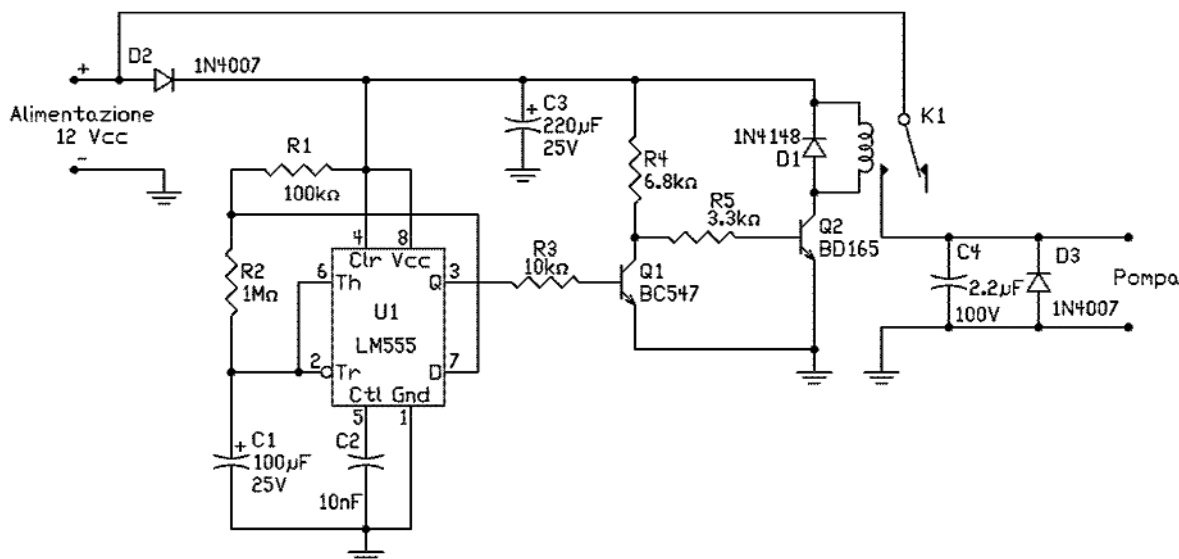 D2
1N4007
+
Alimentazione
12 Vcc
-
R1
100kΩ
C3
+
220µF
25V
R4
6.8kΩ
1N4148
D1
K1
R5
3.3kΩ
Q2
BD165
R2
1MΩ
4 8
Clr Vcc
6 Th
Q 3
U1
LM555
2 Tr
D 7
Ctl Gnd
5 1
R3
10kΩ
Q1
BC547
C4
2.2µF
100V
D3
1N4007
Pompa
+
C1
100µF
25V
C2
10nF